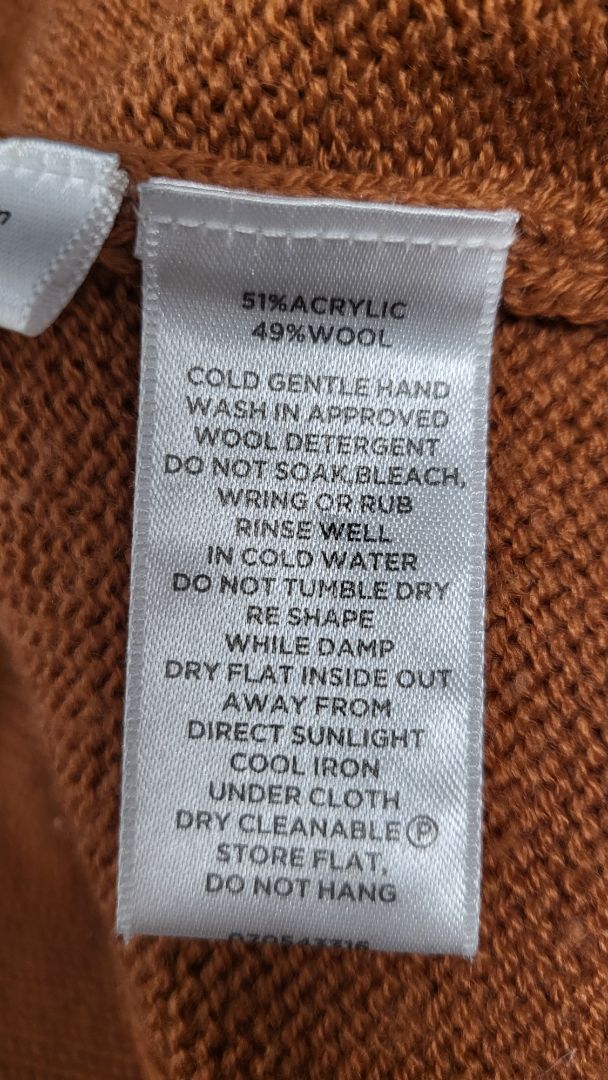 51%ACRYLIC
49%WOOL
COLD GENTLE HAND
WASH IN APPROVED
WOOL DETERGENT
DO NOT SOAK,BLEACH,
WRING OR RUB
RINSE WELL
IN COLD WATER
DO NOT TUMBLE DRY
RE SHAPE
WHILE DAMP
DRY FLAT INSIDE OUT
AWAY FROM
DIRECT SUNLIGHT
COOL IRON
UNDER CLOTH
DRY CLEANABLE Ⓟ
STORE FLAT,
DO NOT HANG